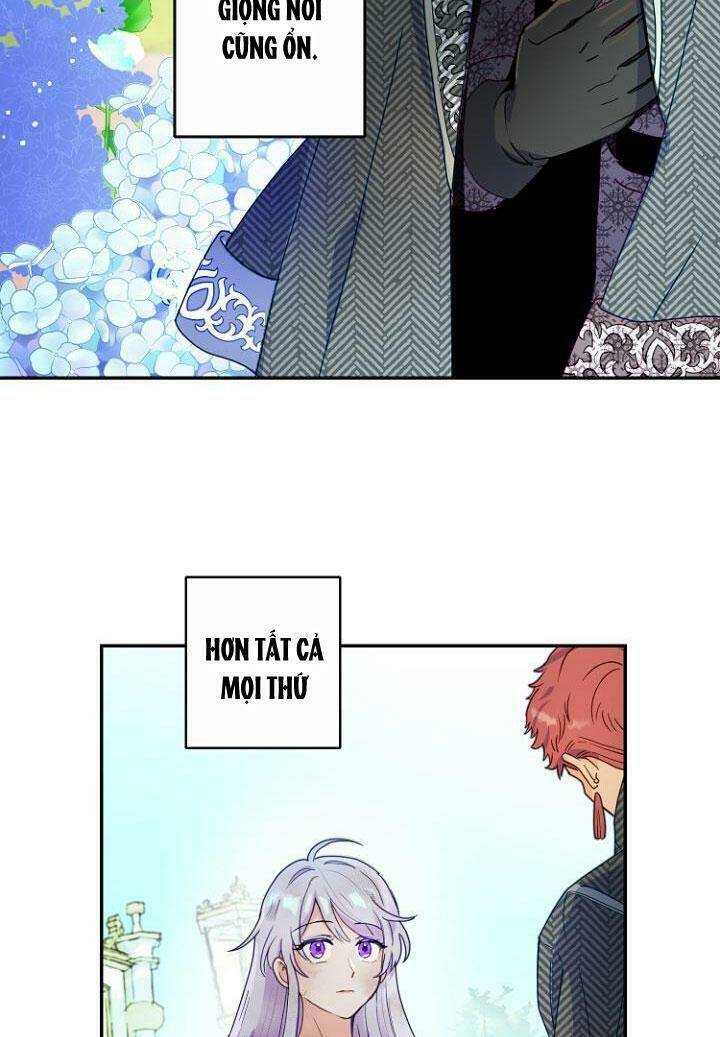 GIỌNG NÓI
CŨNG ỔN.
HƠN TẤT CẢ
MỌI THỨ